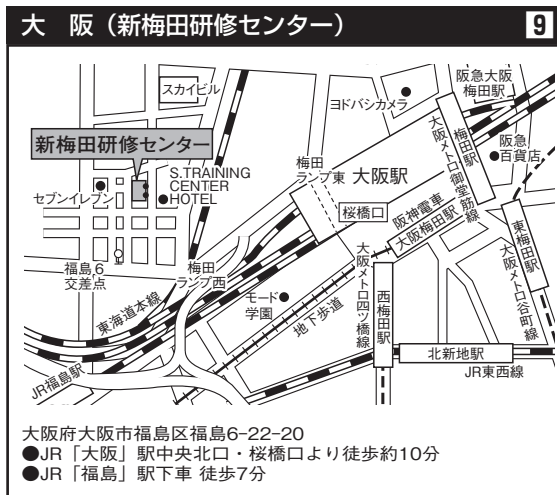 大　阪（新梅田研修センター）
9
スカイビル
ヨドバシカメラ
阪急大阪
梅田駅
新梅田研修センター
梅田駅
大阪メトロ御堂筋線
阪急
百貨店
セブンイレブン
S.TRAINING
CENTER
HOTEL
梅田
ランプ東
大阪駅
桜橋口
阪神電車
大阪梅田駅
東梅田駅
大阪メトロ谷町線
福島6
交差点
梅田
ランプ西
東海道本線
モード
学園
地下歩道
大阪メトロ四ツ橋線
西梅田駅
JR福島駅
北新地駅
JR東西線
大阪府大阪市福島区福島6-22-20
●JR「大阪」駅中央北口・桜橋口より徒歩約10分
●JR「福島」駅下車 徒歩7分